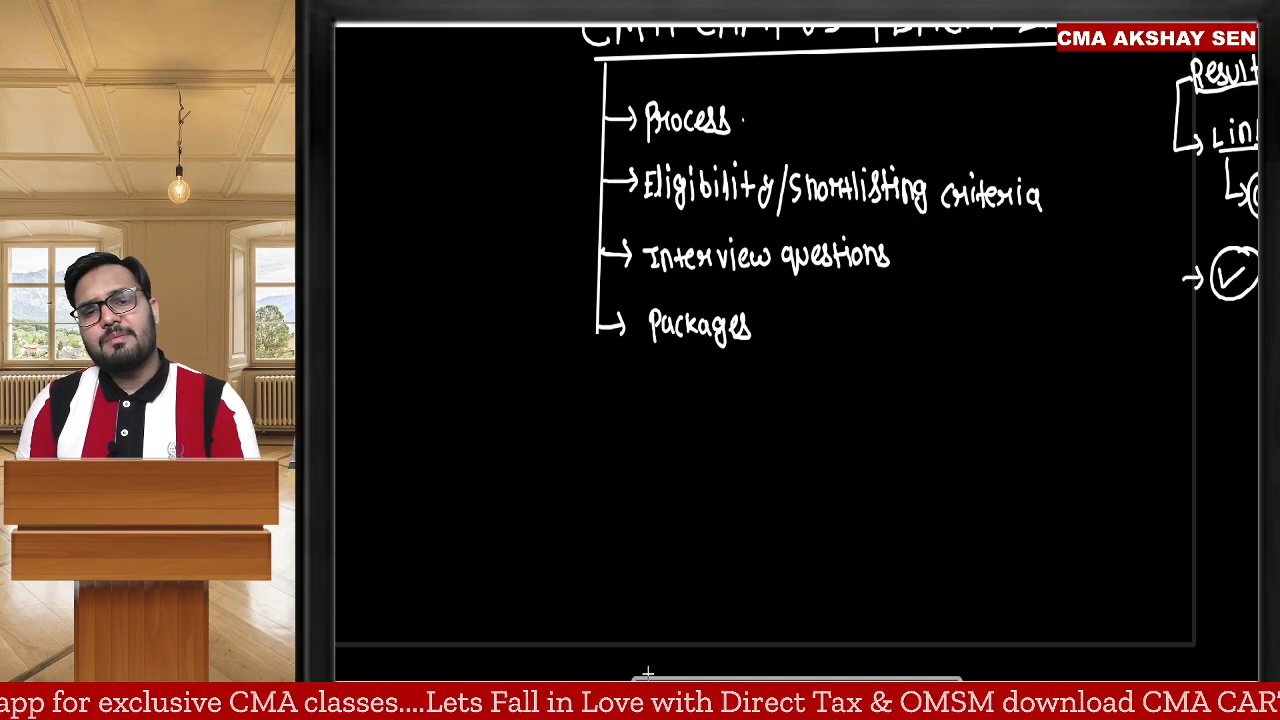 CMA AKSHAY SEN
Result
Process
Eligibility/Shortlisting criteria
Interview questions
Packages
app for exclusive CMA classes....Lets Fall in Love with Direct Tax & OMSM download CMA CAR